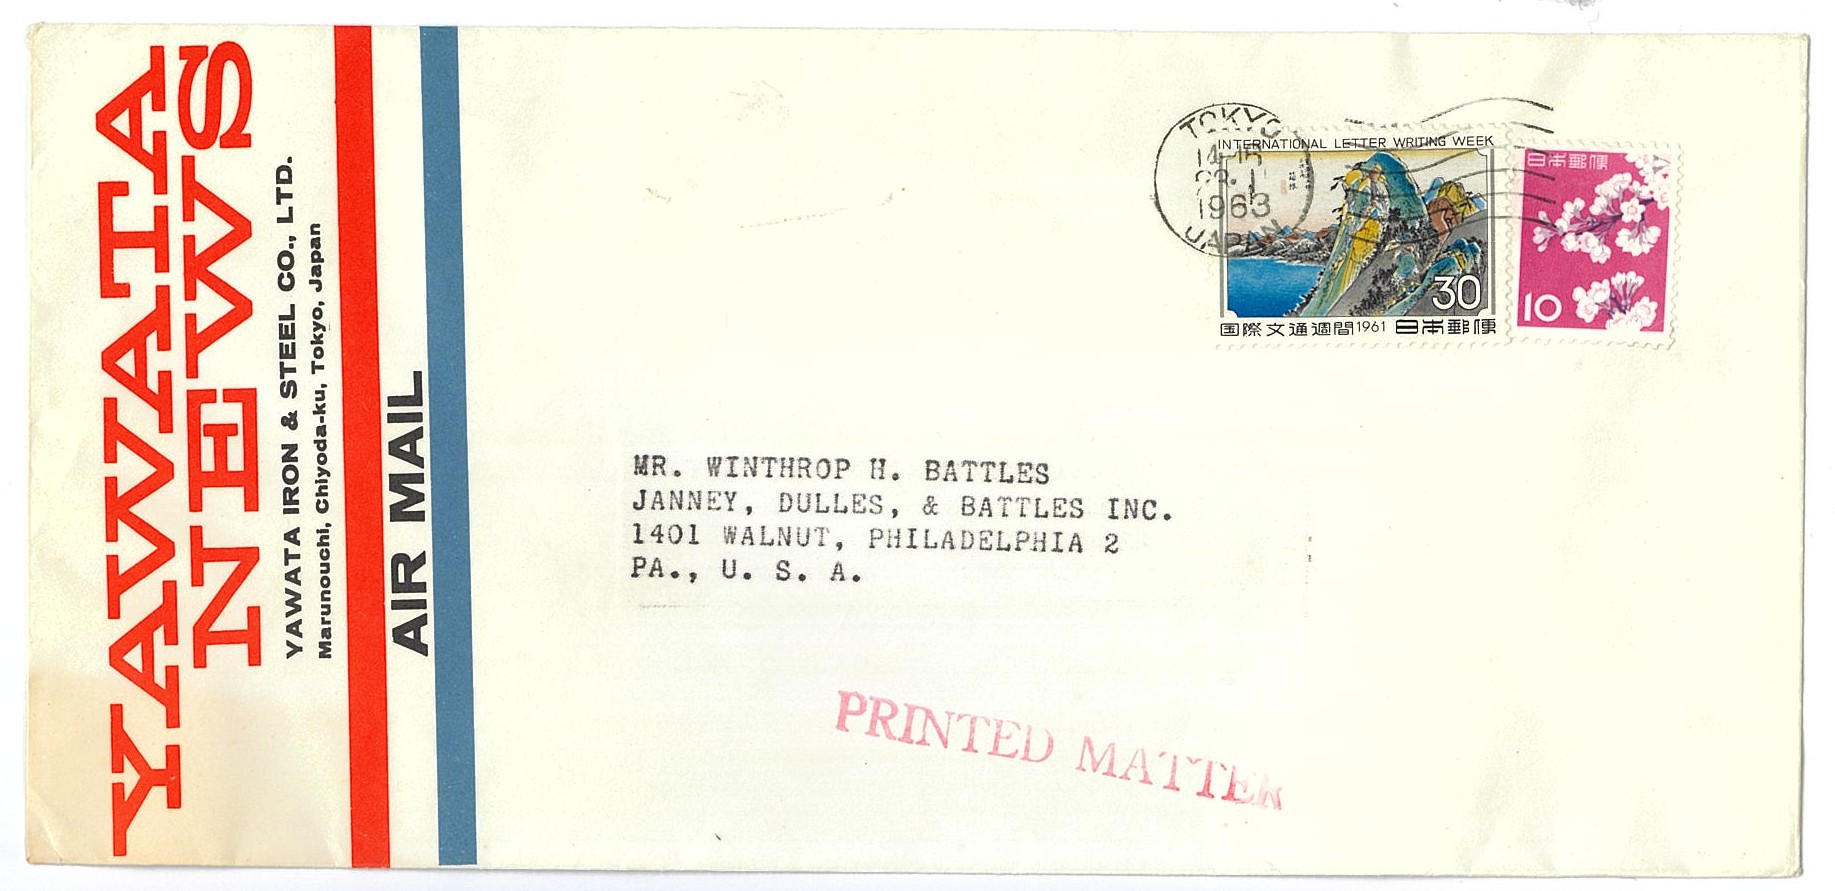 YAWATA
NEWS
YAWATA IRON & STEEL CO., LTD.
Marunouchi, Chiyoda-ku, Tokyo, Japan
AIR MAIL
TOKYO
1963
JAPAN
INTERNATIONAL LETTER WRITING WEEK
30
国際文通週間1961 日本郵便
日本郵便
10
MR. WINTHROP H. BATTLES
JANNEY, DULLES, & BATTLES INC.
1401 WALNUT, PHILADELPHIA 2
PA., U. S. A.
PRINTED MATTER